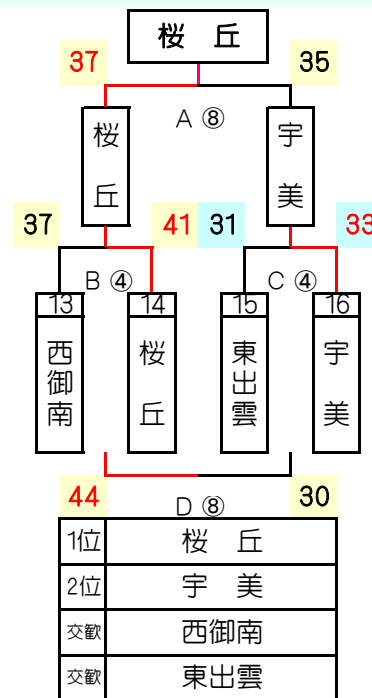 桜 丘
37 35
A ⑧
桜丘 宇美
37 41 31 33
B ④ C ④
13 14 15 16
西御南 桜丘 東出雲 宇美
44 30
D ⑧
1位 桜 丘
2位 宇 美
交歓 西御南
交歓 東出雲